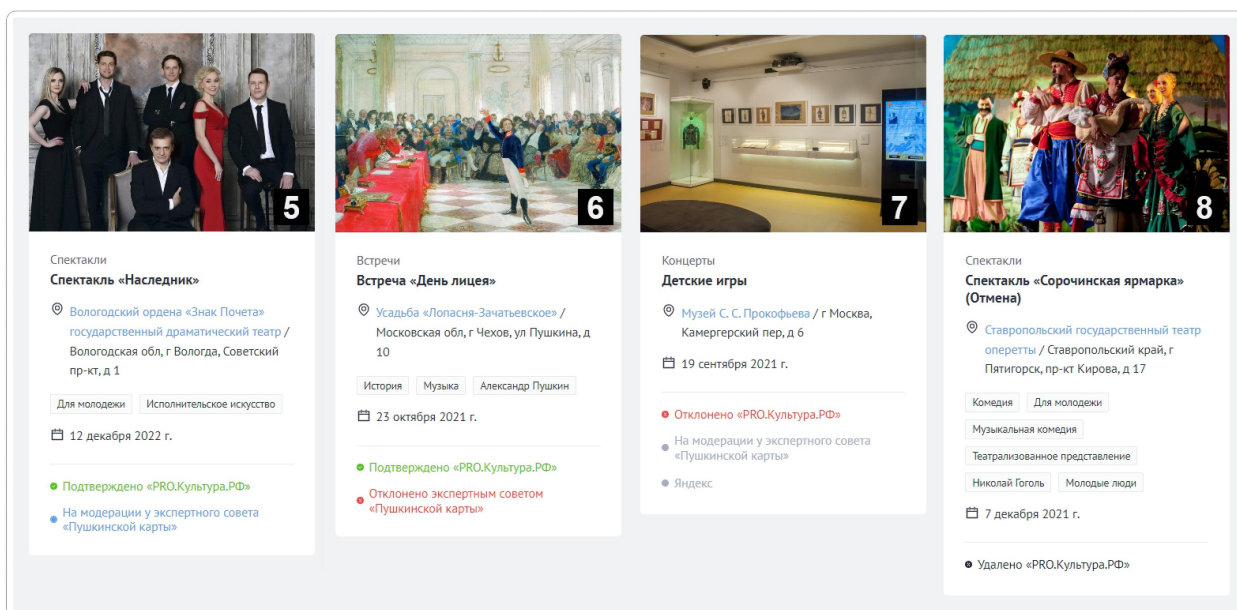 5
Спектакли
Спектакль «Наследник»
Вологодский ордена «Знак Почета»
государственный драматический театр /
Вологодская обл, г Вологда, Советский
пр-кт, д 1
Для молодежи Исполнительское искусство
12 декабря 2022 г.
Подтверждено «PRO.Культура.РФ»
На модерации у экспертного совета
«Пушкинской карты»
6
Встречи
Встреча «День лицея»
Усадьба «Лопасня-Зачатьевское» /
Московская обл, г Чехов, ул Пушкина, д
10
История Музыка Александр Пушкин
23 октября 2021 г.
Подтверждено «PRO.Культура.РФ»
Отклонено экспертным советом
«Пушкинской карты»
7
Концерты
Детские игры
Музей С. С. Прокофьева / г Москва,
Камергерский пер, д 6
19 сентября 2021 г.
Отклонено «PRO.Культура.РФ»
На модерации у экспертного совета
«Пушкинской карты»
Яндекс
8
Спектакли
Спектакль «Сорочинская ярмарка»
(Отмена)
Ставропольский государственный театр
оперетты / Ставропольский край, г
Пятигорск, пр-кт Кирова, д 17
Комедия Для молодежи
Музыкальная комедия
Театрализованное представление
Николай Гоголь Молодые люди
7 декабря 2021 г.
Удалено «PRO.Культура.РФ»